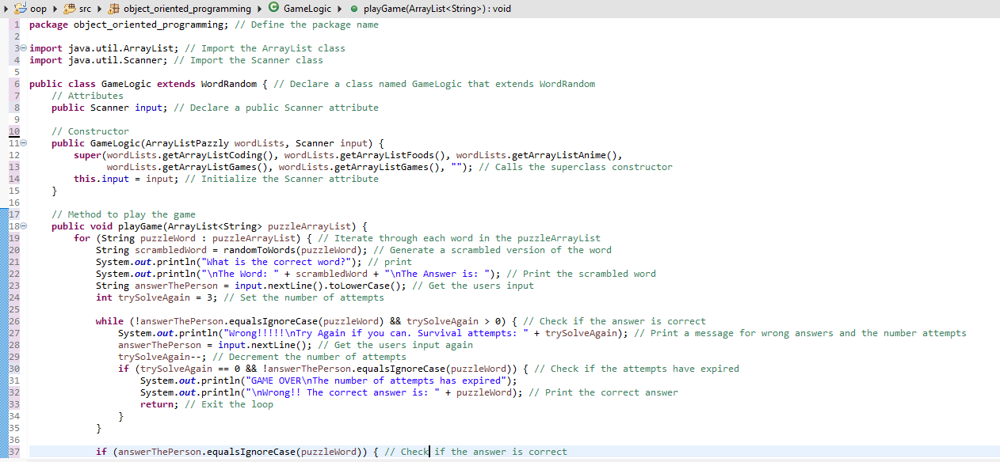 oop src object_oriented_programming GameLogic playGame(ArrayList<String>) : void
1 package object_oriented_programming; // Define the package name
2
3 import java.util.ArrayList; // Import the ArrayList class
4 import java.util.Scanner; // Import the Scanner class
5
6 public class GameLogic extends WordRandom { // Declare a class named GameLogic that extends WordRandom
7     // Attributes
8     public Scanner input; // Declare a public Scanner attribute
9
10     // Constructor
11     public GameLogic(ArrayListPazzly wordLists, Scanner input) {
12         super(wordLists.getArrayListCoding(), wordLists.getArrayListFoods(), wordLists.getArrayListAnime(),
13               wordLists.getArrayListGames(), wordLists.getArrayListGames(), ""); // Calls the superclass constructor
14         this.input = input; // Initialize the Scanner attribute
15     }
16
17     // Method to play the game
18     public void playGame(ArrayList<String> puzzleArrayList) {
19         for (String puzzleWord : puzzleArrayList) { // Iterate through each word in the puzzleArrayList
20             String scrambledWord = randomToWords(puzzleWord); // Generate a scrambled version of the word
21             System.out.println("What is the correct word?"); // print
22             System.out.println("\nThe Word: " + scrambledWord + "\nThe Answer is: "); // Print the scrambled word
23             String answerThePerson = input.nextLine().toLowerCase(); // Get the users input
24             int trySolveAgain = 3; // Set the number of attempts
25
26             while (!answerThePerson.equalsIgnoreCase(puzzleWord) && trySolveAgain > 0) { // Check if the answer is correct
27                 System.out.println("Wrong!!!!!\nTry Again if you can. Survival attempts: " + trySolveAgain); // Print a message for wrong answers and the number attempts
28                 answerThePerson = input.nextLine(); // Get the users input again
29                 trySolveAgain--; // Decrement the number of attempts
30                 if (trySolveAgain == 0 && !answerThePerson.equalsIgnoreCase(puzzleWord)) { // Check if the attempts have expired
31                     System.out.println("GAME OVER\nThe number of attempts has expired");
32                     System.out.println("\nWrong!! The correct answer is: " + puzzleWord); // Print the correct answer
33                     return; // Exit the loop
34                 }
35             }
36
37             if (answerThePerson.equalsIgnoreCase(puzzleWord)) { // Check if the answer is correct